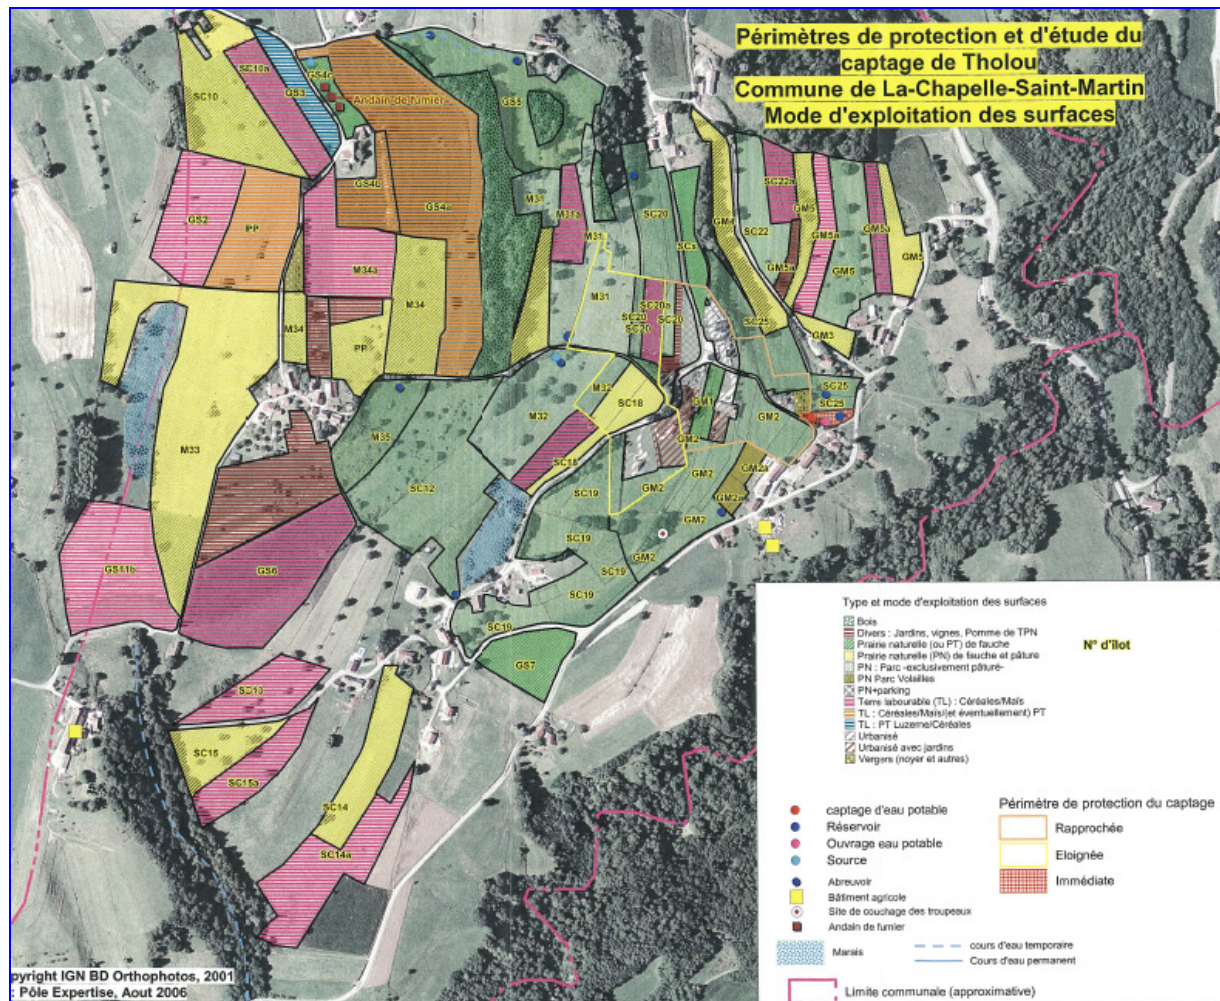 Périmètres de protection et d'étude du
captage de Tholou
Commune de La-Chapelle-Saint-Martin
Mode d'exploitation des surfaces
SC10
SC10a
GS3
GS4c
Andain de fumier
GS5
GS4b
GS4a
GS2
PP
M34a
M34
M34
PP
M31
M31a
M31
M31
SC20
SC20a
SC20
SC20
SC20
GM4
SC22a
SC22
GM5
GM5a
GM5a
GM5
GM5a
GM5
GM3
SC25
SC25
SC25
M33
M35
SC12
M32
M32
SC18
SC18
GM1
GM2
GM2
GM2
GM2
GM2
GM2
GM2a
GM2a
SC19
SC19
SC19
SC19
SC19
GS11b
GS6
GS7
SC13
SC15
SC15a
SC14
SC14a
Type et mode d'exploitation des surfaces
Bois
Divers : Jardins, vignes, Pomme de TPN
Prairie naturelle (ou PT) de fauche
Prairie naturelle (PN) de fauche et pâture
PN : Parc -exclusivement pâturé-
PN Parc Volailles
PN+parking
Terre labourable (TL) : Céréales/Maïs
TL : Céréales/Maïs/(et éventuellement) PT
TL : PT Luzerne/Céréales
Urbanisé
Urbanisé avec jardins
Vergers (noyer et autres)
N° d'îlot
captage d'eau potable
Réservoir
Ouvrage eau potable
Source
Abreuvoir
Bâtiment agricole
Site de couchage des troupeaux
Andain de fumier
Périmètre de protection du captage
Rapprochée
Eloignée
Immédiate
Marais
cours d'eau temporaire
Cours d'eau permanent
Limite communale (approximative)
pyright IGN BD Orthophotos, 2001
: Pôle Expertise, Aout 2006